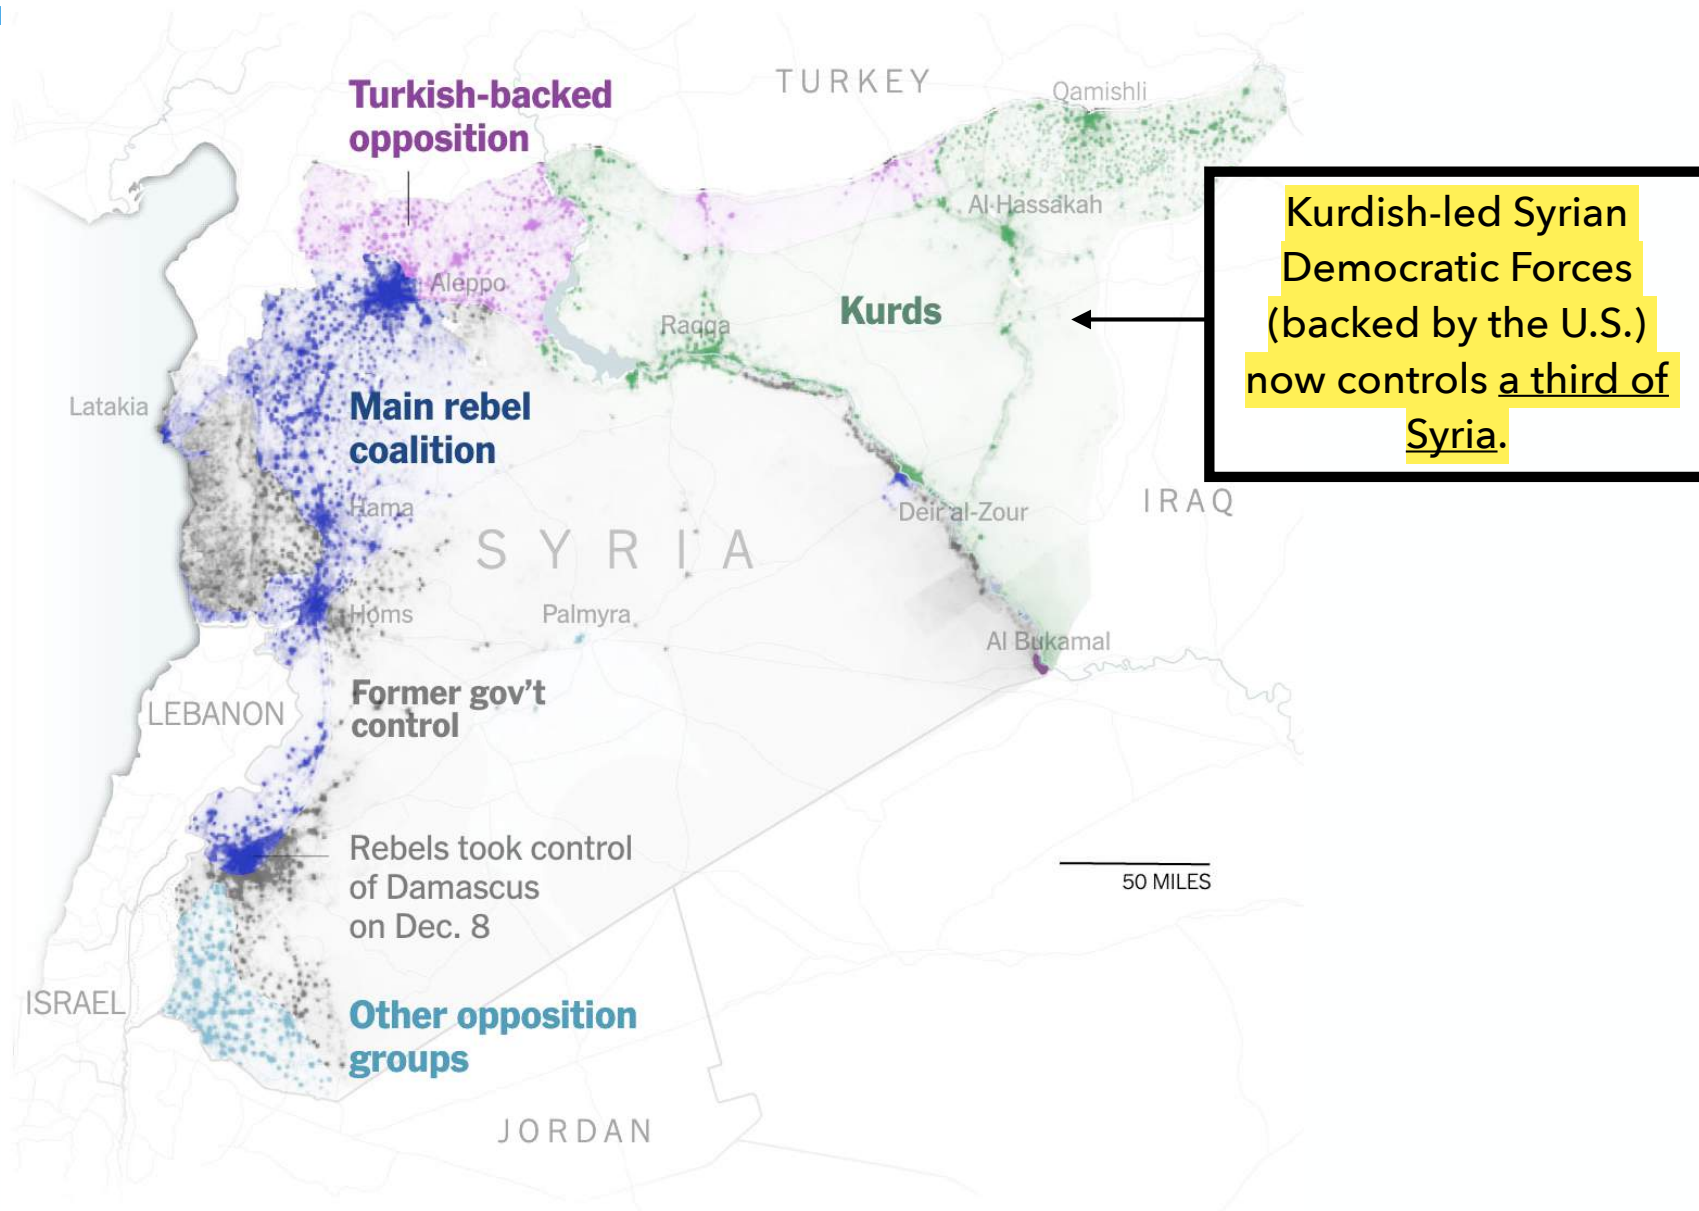 TURKEY
Qamishli
Turkish-backed
opposition
Al-Hassakah
Kurdish-led Syrian
Democratic Forces
(backed by the U.S.)
now controls a third of
Syria.
Aleppo
Raqqa
Kurds
Latakia
Main rebel
coalition
Hama
Deir al-Zour
IRAQ
SYRIA
Homs
Palmyra
Al Bukamal
LEBANON
Former gov't
control
Rebels took control
of Damascus
on Dec. 8
50 MILES
ISRAEL
Other opposition
groups
JORDAN